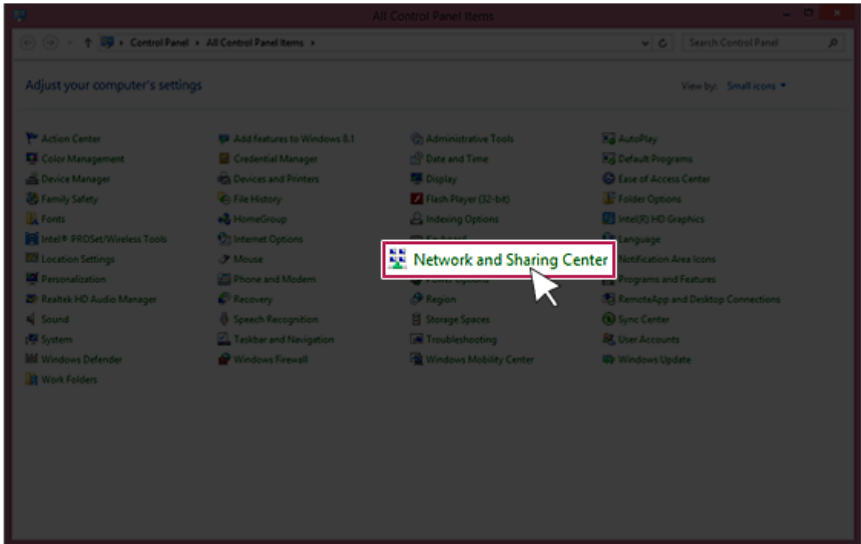 All Control Panel Items
Control Panel All Control Panel Items
Search Control Panel
Adjust your computer's settings
View by: Small icons
Action Center
Add features to Windows 8.1
Administrative Tools
AutoPlay
Color Management
Credential Manager
Date and Time
Default Programs
Device Manager
Devices and Printers
Display
Ease of Access Center
Family Safety
File History
Flash Player (32-bit)
Folder Options
Fonts
HomeGroup
Indexing Options
Intel(R) HD Graphics
Intel® PROSet/Wireless Tools
Internet Options
Language
Location Settings
Mouse
Network and Sharing Center
Notification Area Icons
Personalization
Phone and Modem
Power Options
Programs and Features
Realtek HD Audio Manager
Recovery
Region
RemoteApp and Desktop Connections
Sound
Speech Recognition
Storage Spaces
Sync Center
System
Taskbar and Navigation
Troubleshooting
User Accounts
Windows Defender
Windows Firewall
Windows Mobility Center
Windows Update
Work Folders